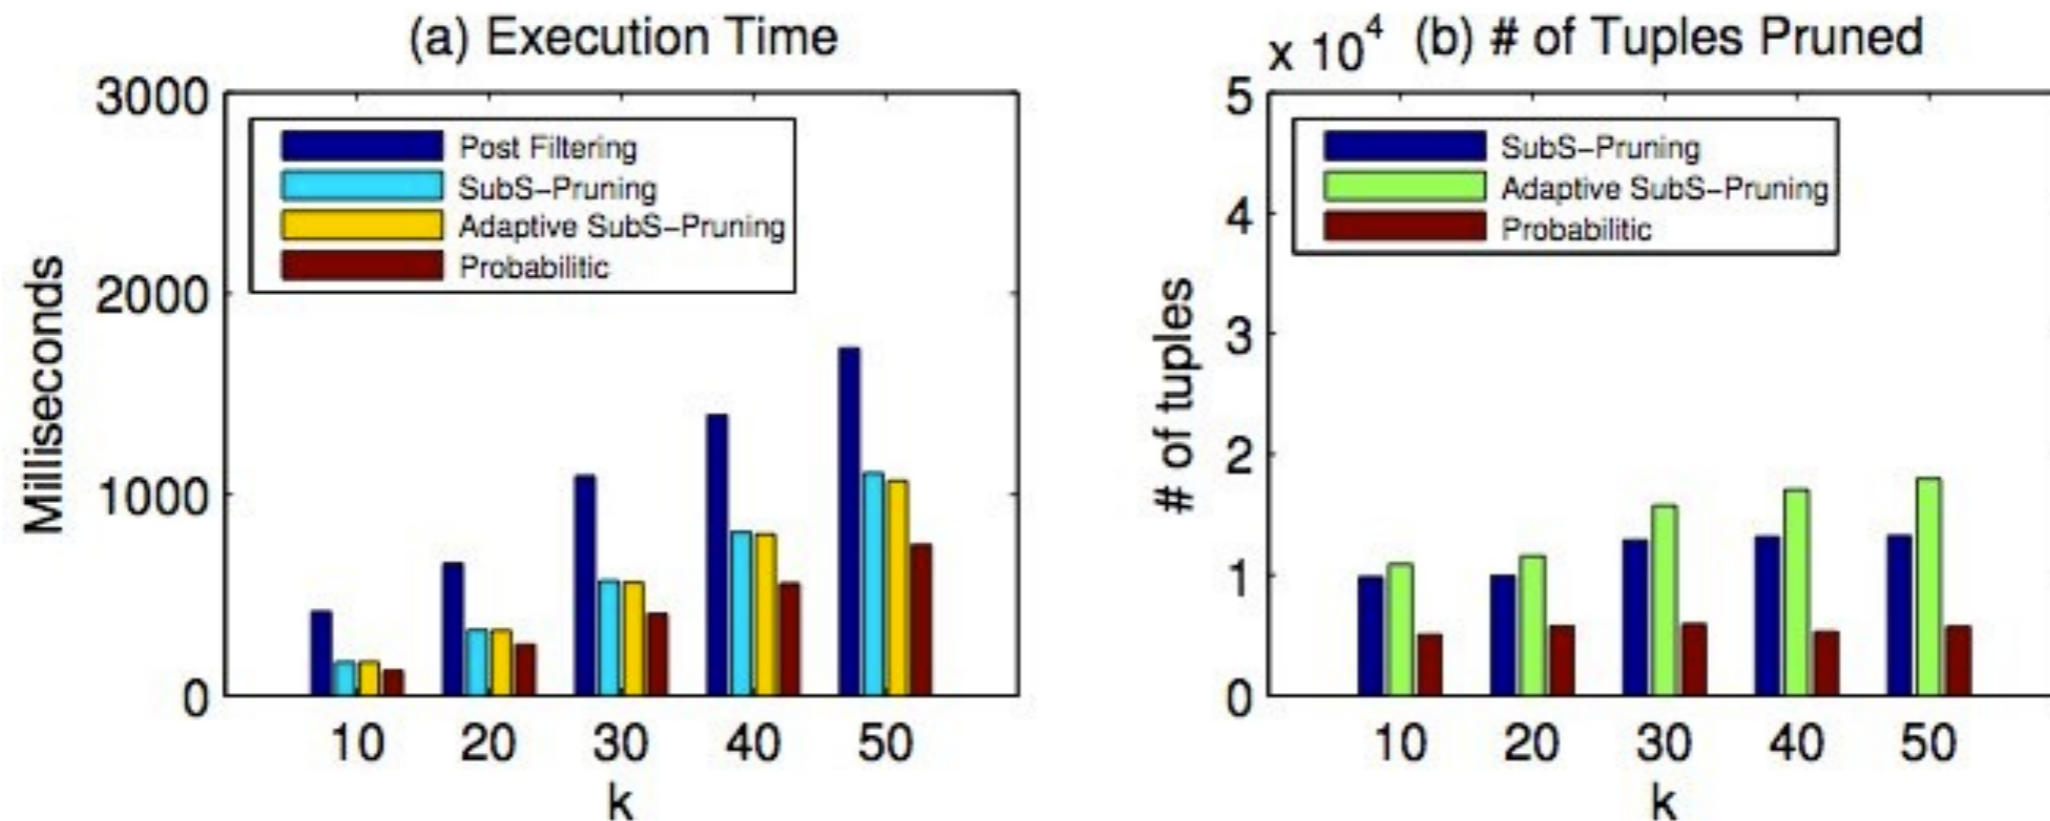 (a) Execution Time
3000
2000
1000
0
Milliseconds
Post Filtering
SubS-Pruning
Adaptive SubS-Pruning
Probabilitic
10 20 30 40 50
k
x 10^4 (b) # of Tuples Pruned
5
4
3
2
1
0
# of tuples
SubS-Pruning
Adaptive SubS-Pruning
Probabilitic
10 20 30 40 50
k